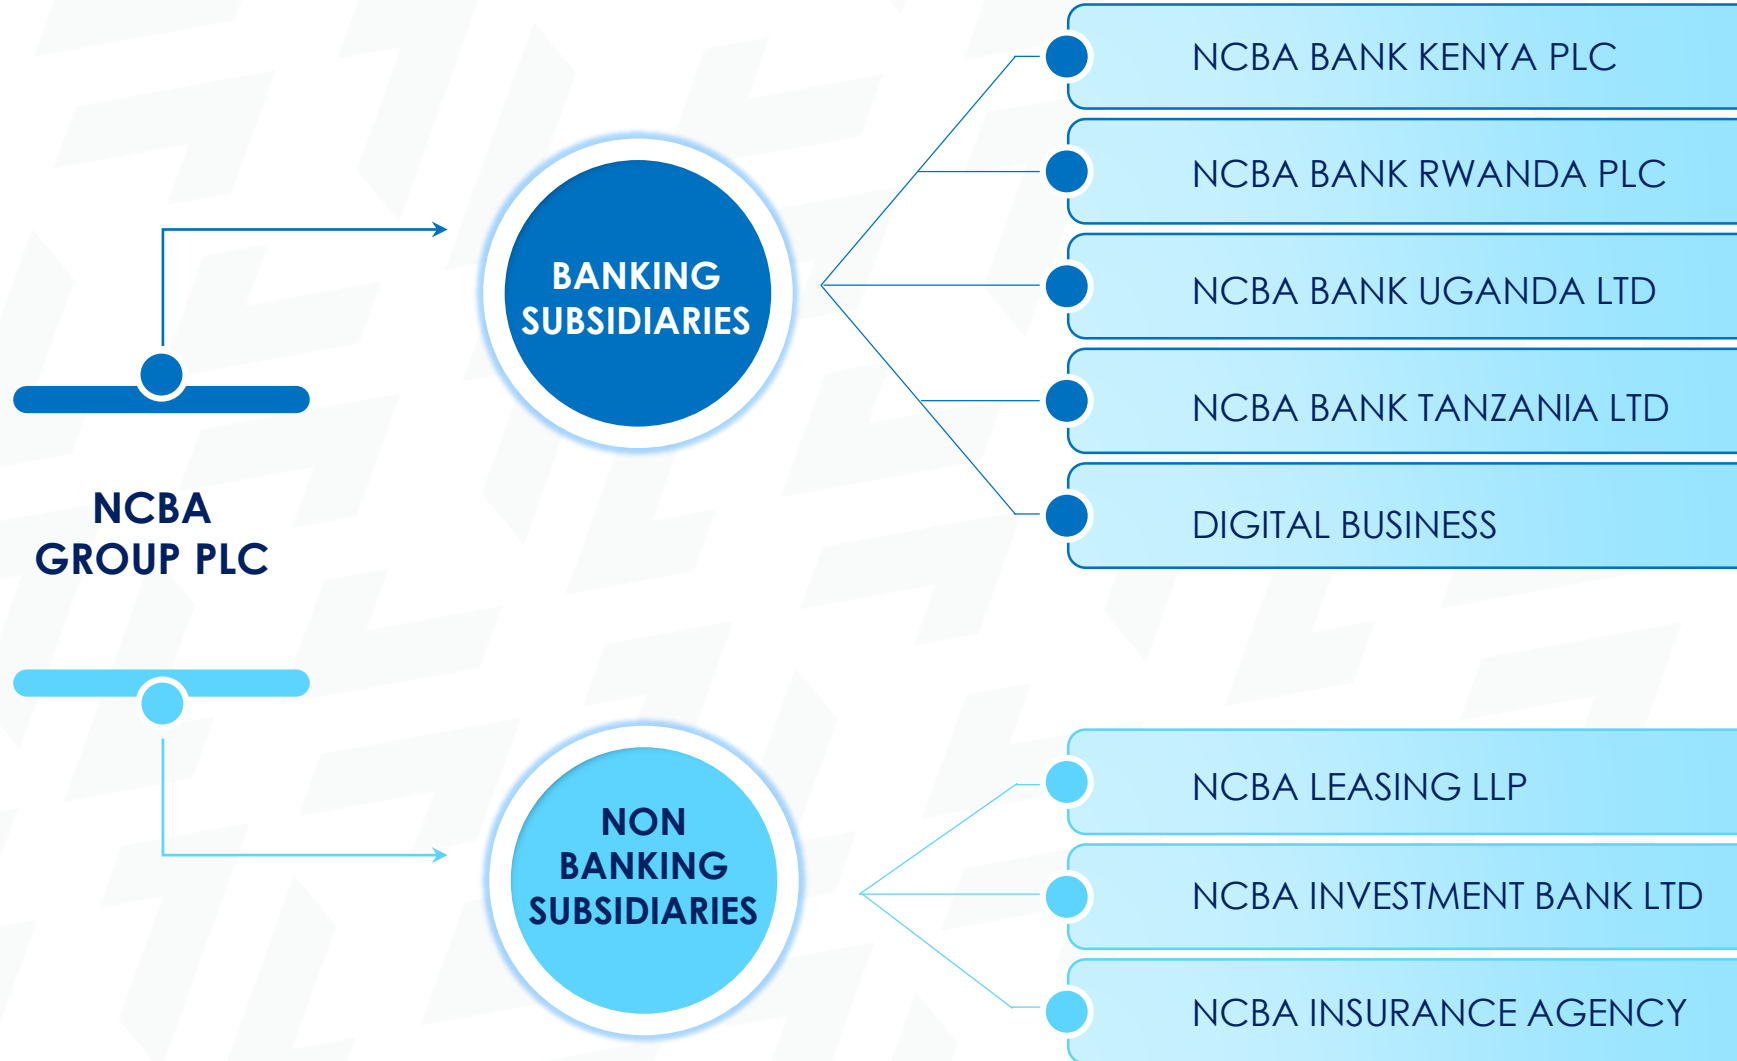 NCBA
GROUP PLC
BANKING
SUBSIDIARIES
NCBA BANK KENYA PLC
NCBA BANK RWANDA PLC
NCBA BANK UGANDA LTD
NCBA BANK TANZANIA LTD
DIGITAL BUSINESS
NON
BANKING
SUBSIDIARIES
NCBA LEASING LLP
NCBA INVESTMENT BANK LTD
NCBA INSURANCE AGENCY